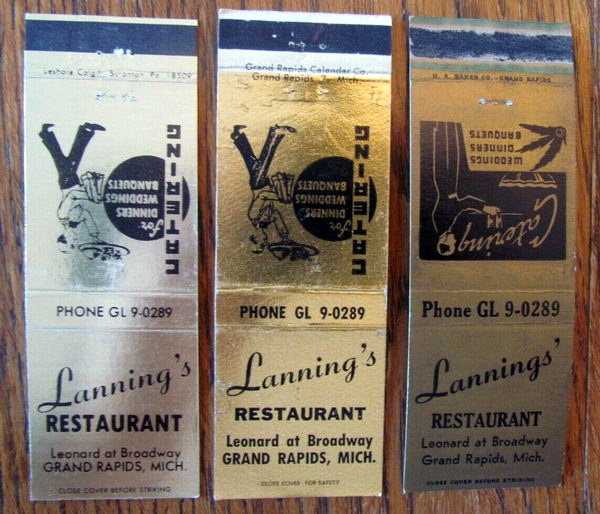 Leshore Calgh. Scranton Pa. 18509
CATERING
for
DINNERS
WEDDINGS
BANQUETS
PHONE GL 9-0289
Lanning's
RESTAURANT
Leonard at Broadway
GRAND RAPIDS, MICH.
CLOSE COVER BEFORE STRIKING
Grand Rapids Calendar Co.
Grand Rapids 7, Mich.
CATERING
for
DINNERS
WEDDINGS
BANQUETS
PHONE GL 9-0289
Lanning's
RESTAURANT
Leonard at Broadway
GRAND RAPIDS, MICH.
CLOSE COVER FOR SAFETY
H. A. BAKER CO. - GRAND RAPIDS
Catering
WEDDINGS
DINNERS
BANQUETS
Phone GL 9-0289
Lannings'
RESTAURANT
Leonard at Broadway
Grand Rapids, Mich.
CLOSE COVER BEFORE STRIKING